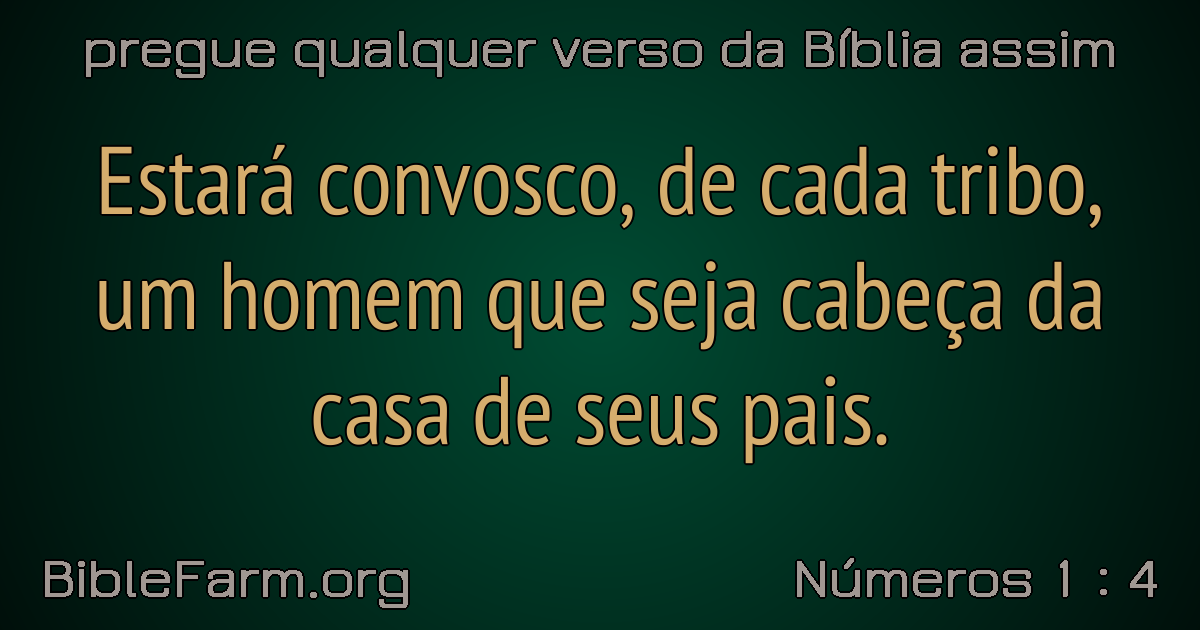 pregue qualquer verso da Bíblia assim
Estará convosco, de cada tribo,
um homem que seja cabeça da
casa de seus pais.
BibleFarm.org
Números 1 : 4